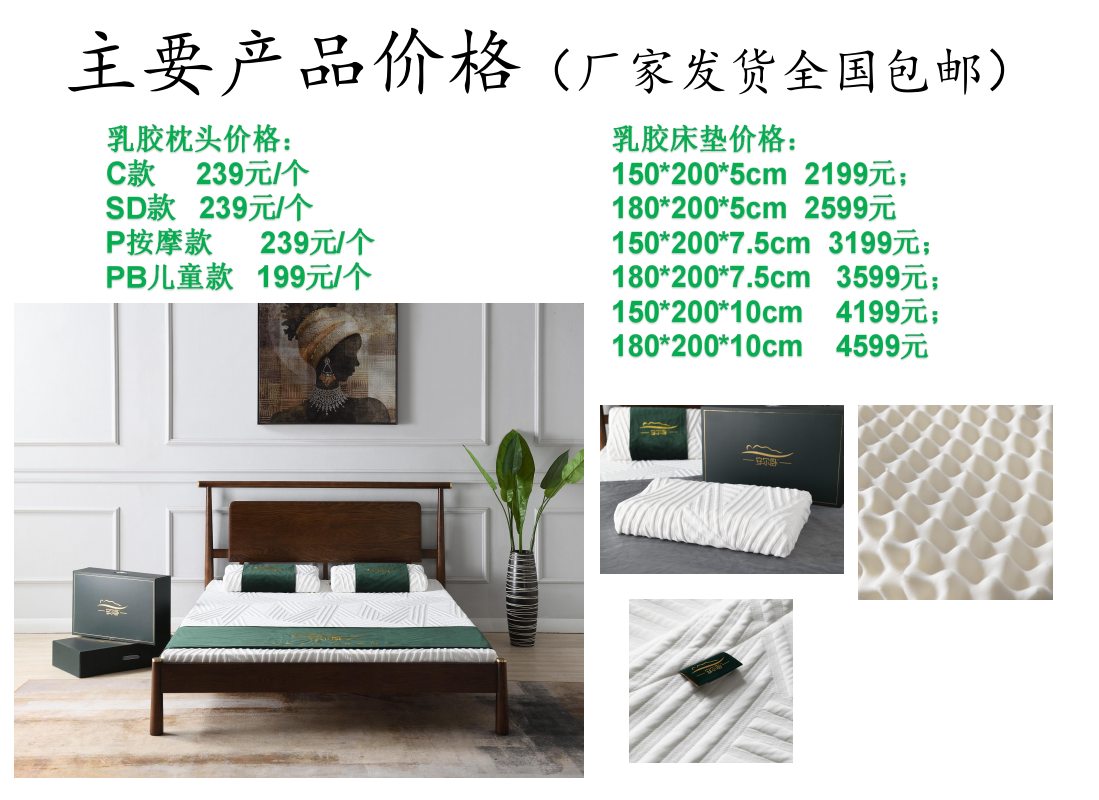 主要产品价格（厂家发货全国包邮）
乳胶枕头价格：
C款 239元/个
SD款 239元/个
P按摩款 239元/个
PB儿童款 199元/个
乳胶床垫价格：
150*200*5cm 2199元；
180*200*5cm 2599元
150*200*7.5cm 3199元；
180*200*7.5cm 3599元；
150*200*10cm 4199元；
180*200*10cm 4599元